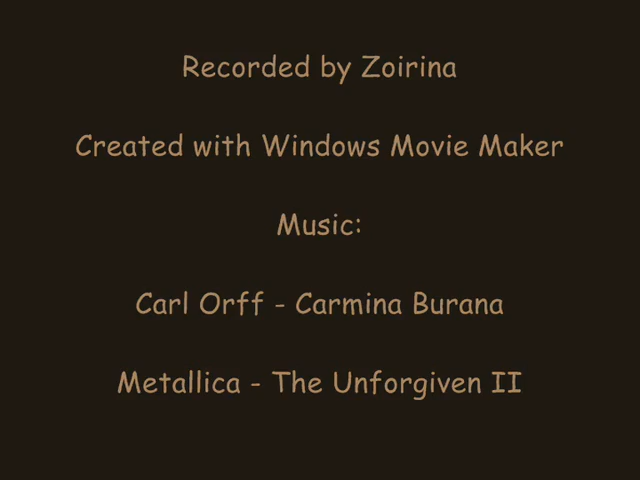 Recorded by Zoirina
Created with Windows Movie Maker
Music:
Carl Orff - Carmina Burana
Metallica - The Unforgiven II